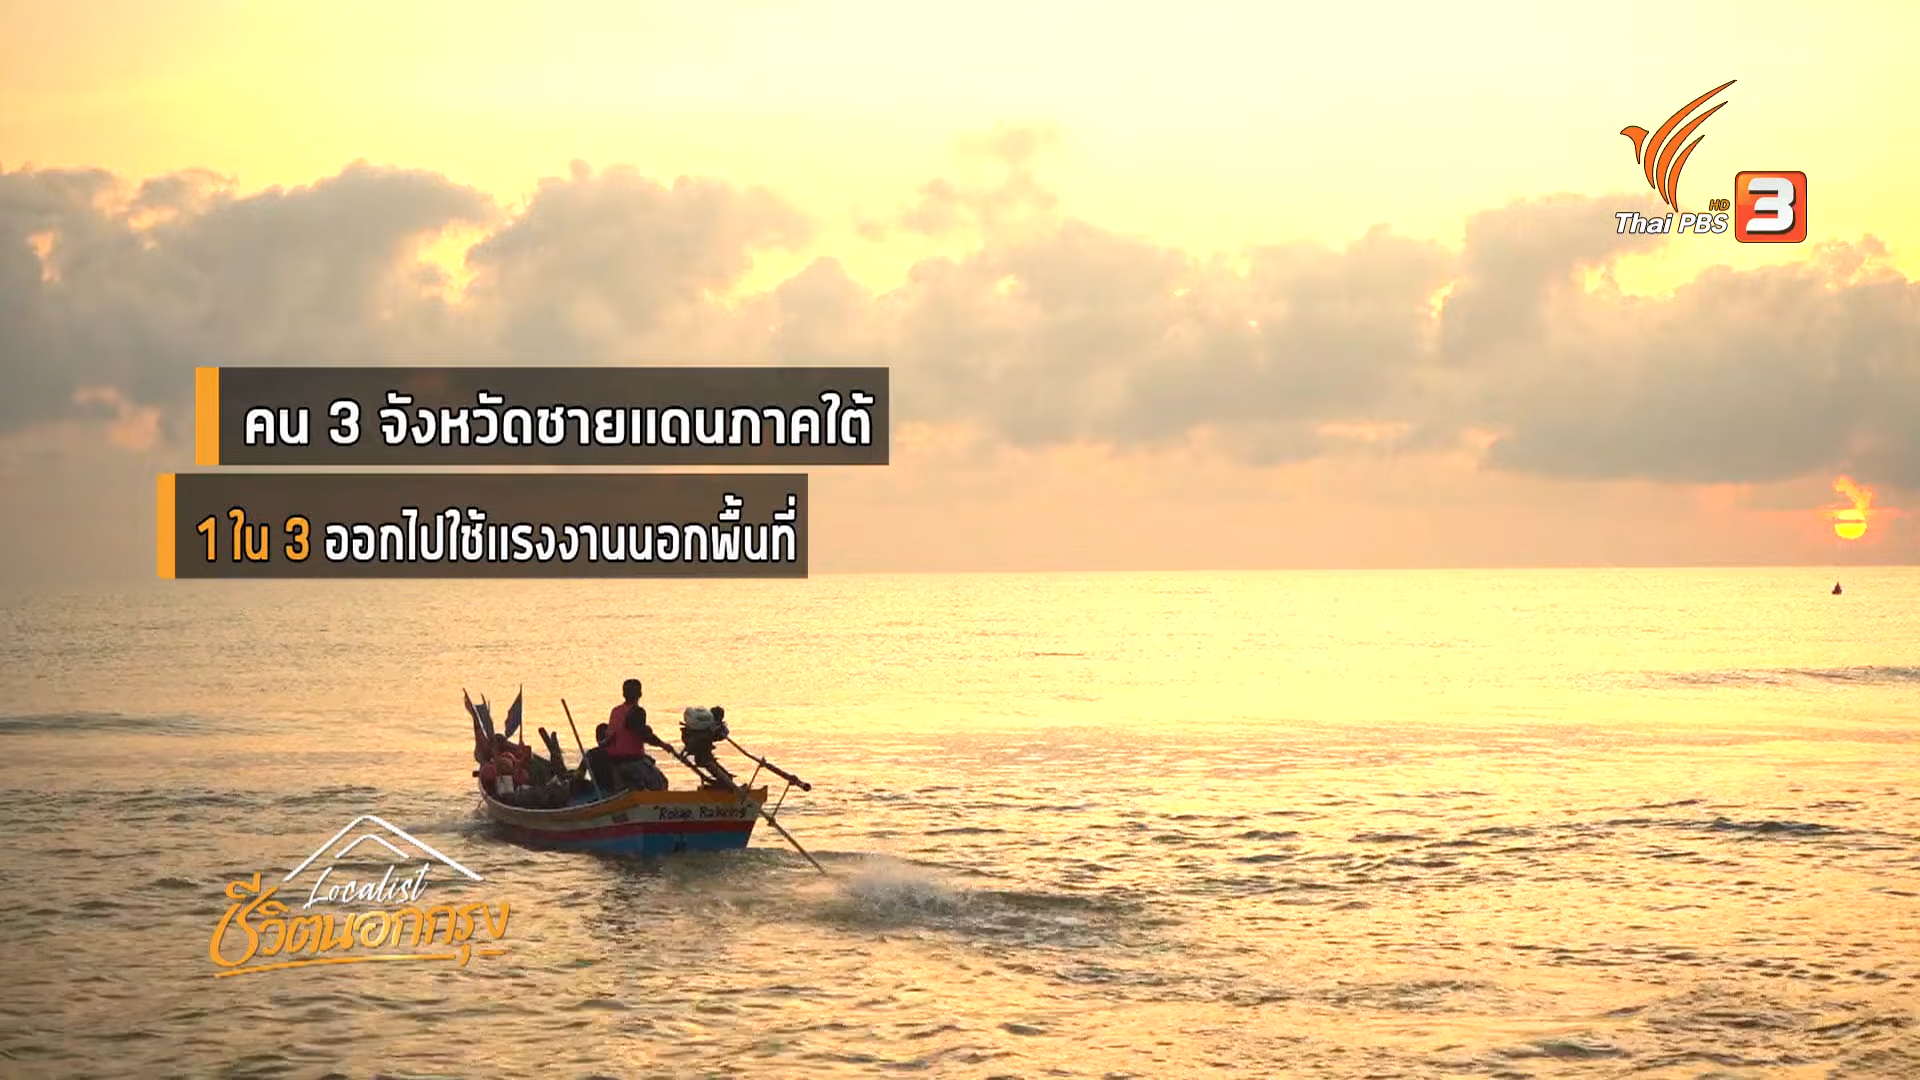 HD
Thai PBS 3
คน 3 จังหวัดชายแดนภาคใต้
1 ใน 3 ออกไปใช้แรงงานนอกพื้นที่
Localist
ชีวิตนอกกรุง